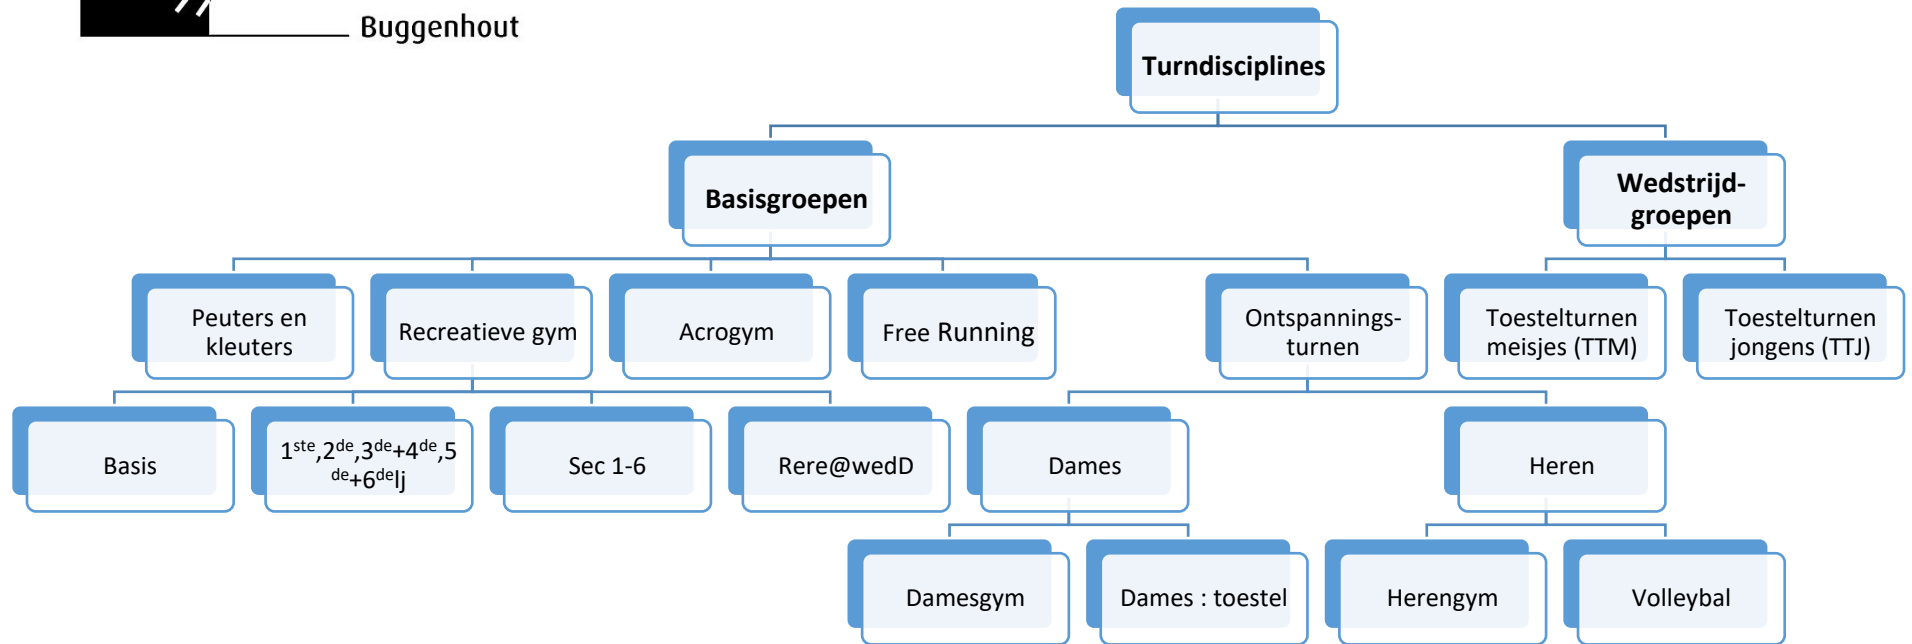 Buggenhout
Turndisciplines
Basisgroepen
Wedstrijd-
groepen
Peuters en
kleuters
Recreatieve gym
Acrogym
Free Running
Ontspannings-
turnen
Toestelturnen
meisjes (TTM)
Toestelturnen
jongens (TTJ)
Basis
1ste,2de,3de+4de,5
de+6delj
Sec 1-6
Rere@wedD
Dames
Heren
Damesgym
Dames : toestel
Herengym
Volleybal